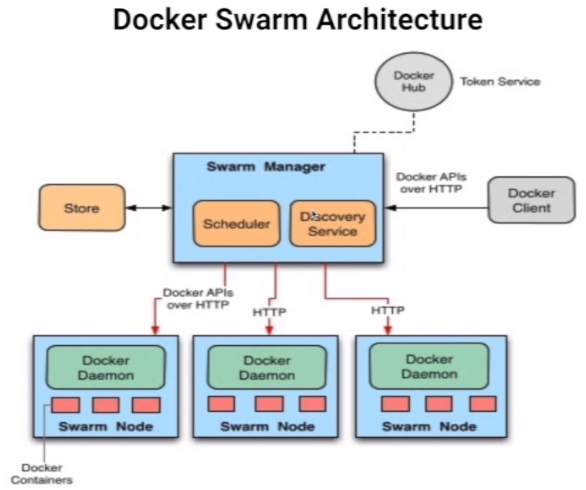 Docker Swarm Architecture
Docker
Hub
Token Service
Swarm Manager
Docker APIs
over HTTP
Store
Scheduler
Discovery
Service
Docker
Client
Docker APIs
over HTTP
HTTP
HTTP
Docker
Daemon
Swarm Node
Docker
Daemon
Swarm Node
Docker
Daemon
Swarm Node
Docker
Containers